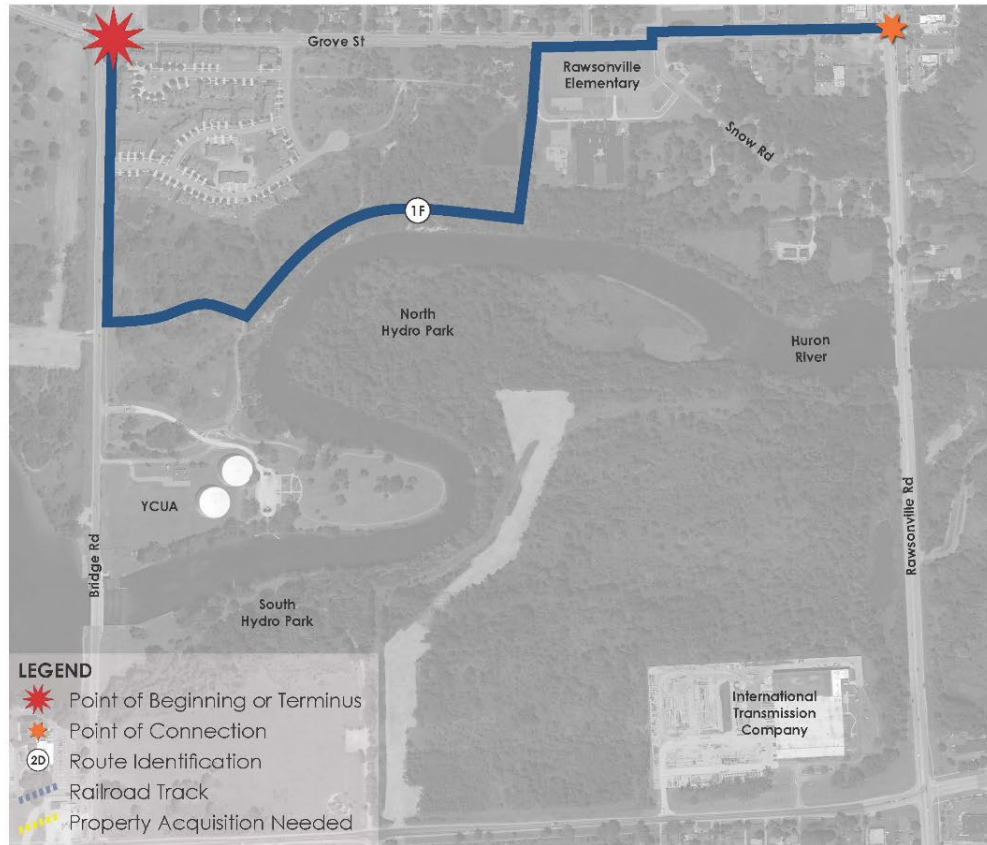 Grove St
Rawsonville
Elementary
Snow Rd
1F
North
Hydro Park
Huron
River
YCUA
Bridge Rd
Rawsonville Rd
South
Hydro Park
International
Transmission
Company
LEGEND
Point of Beginning or Terminus
Point of Connection
2D Route Identification
Railroad Track
Property Acquisition Needed